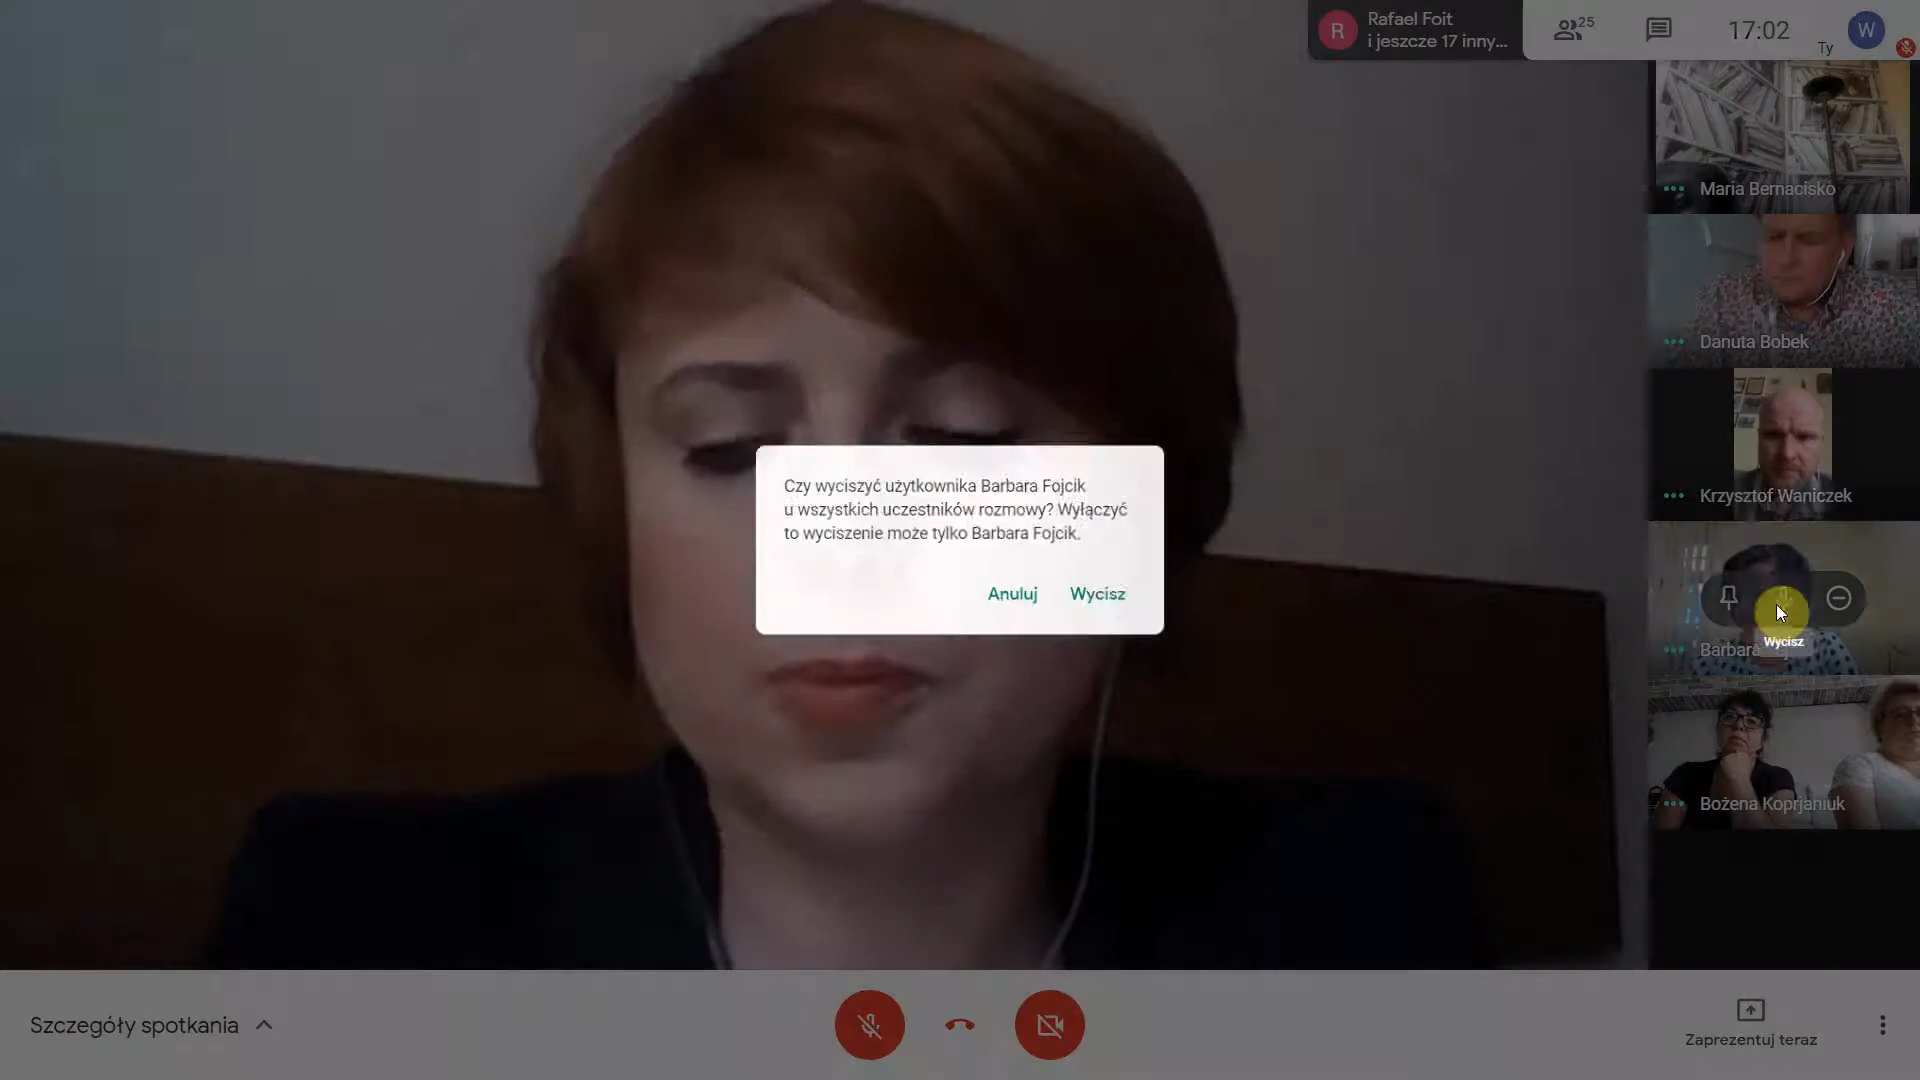 R
Rafael Foit
i jeszcze 17 inny...
25
17:02
Ty
W
Maria Bernacisko
Danuta Bobek
Krzysztof Waniczek
Wycisz
Barbara
Bożena Koprjaniuk
Czy wyciszyć użytkownika Barbara Fojcik
u wszystkich uczestników rozmowy? Wyłączyć
to wyciszenie może tylko Barbara Fojcik.
Anuluj Wycisz
Szczegóły spotkania
Zaprezentuj teraz